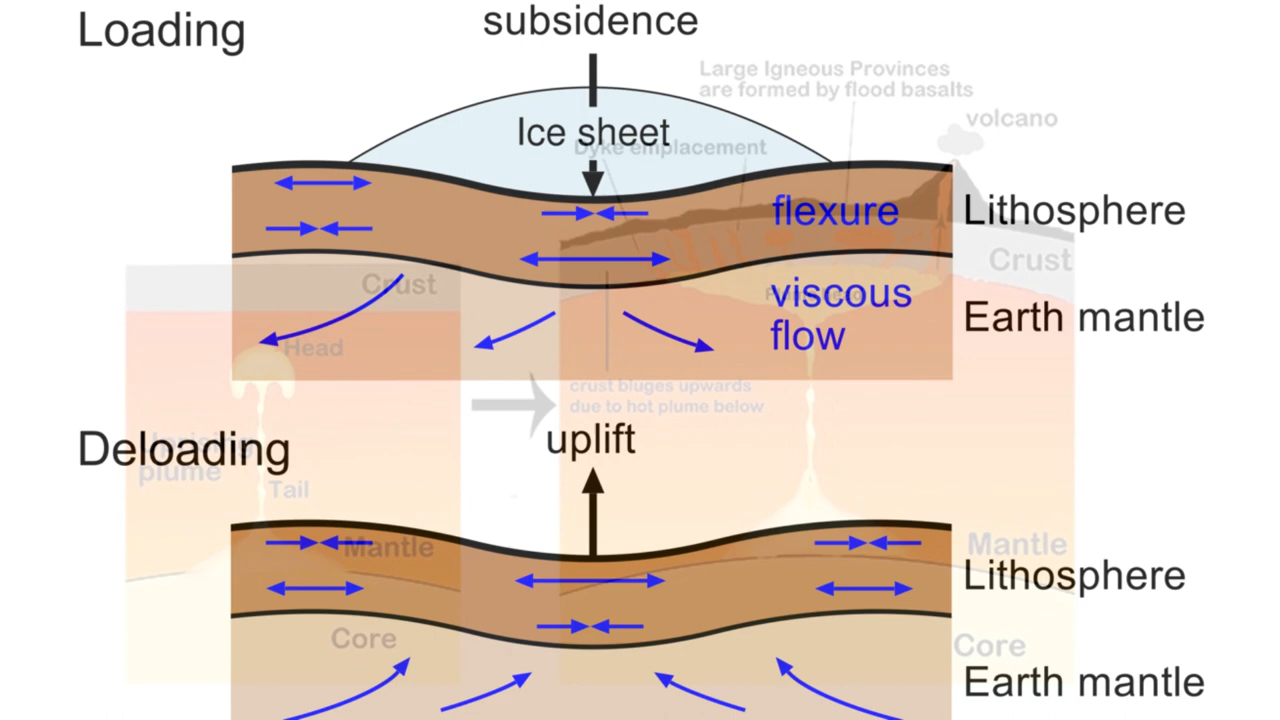 Loading
subsidence
Large Igneous Provinces
are formed by flood basalts
volcano
Ice sheet
Dyke emplacement
flexure
Lithosphere
Crust
Crust
viscous
flow
Earth mantle
Head
crust bluges upwards
due to hot plume below
Deloading
uplift
plume
Tail
Mantle
Mantle
Lithosphere
Core
Core
Earth mantle